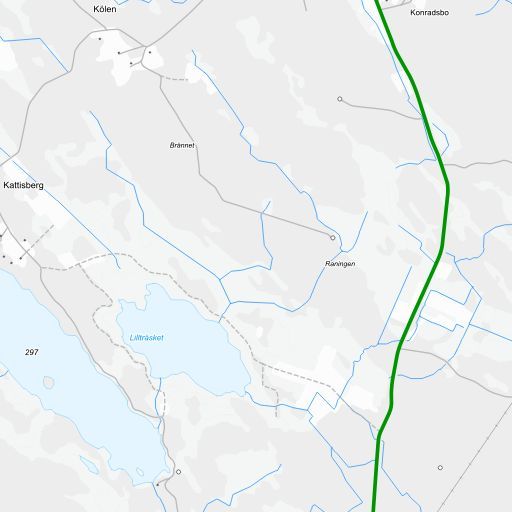 Kölen
Konradsbo
Brännet
Kattisberg
Raningen
Lillträsket
297